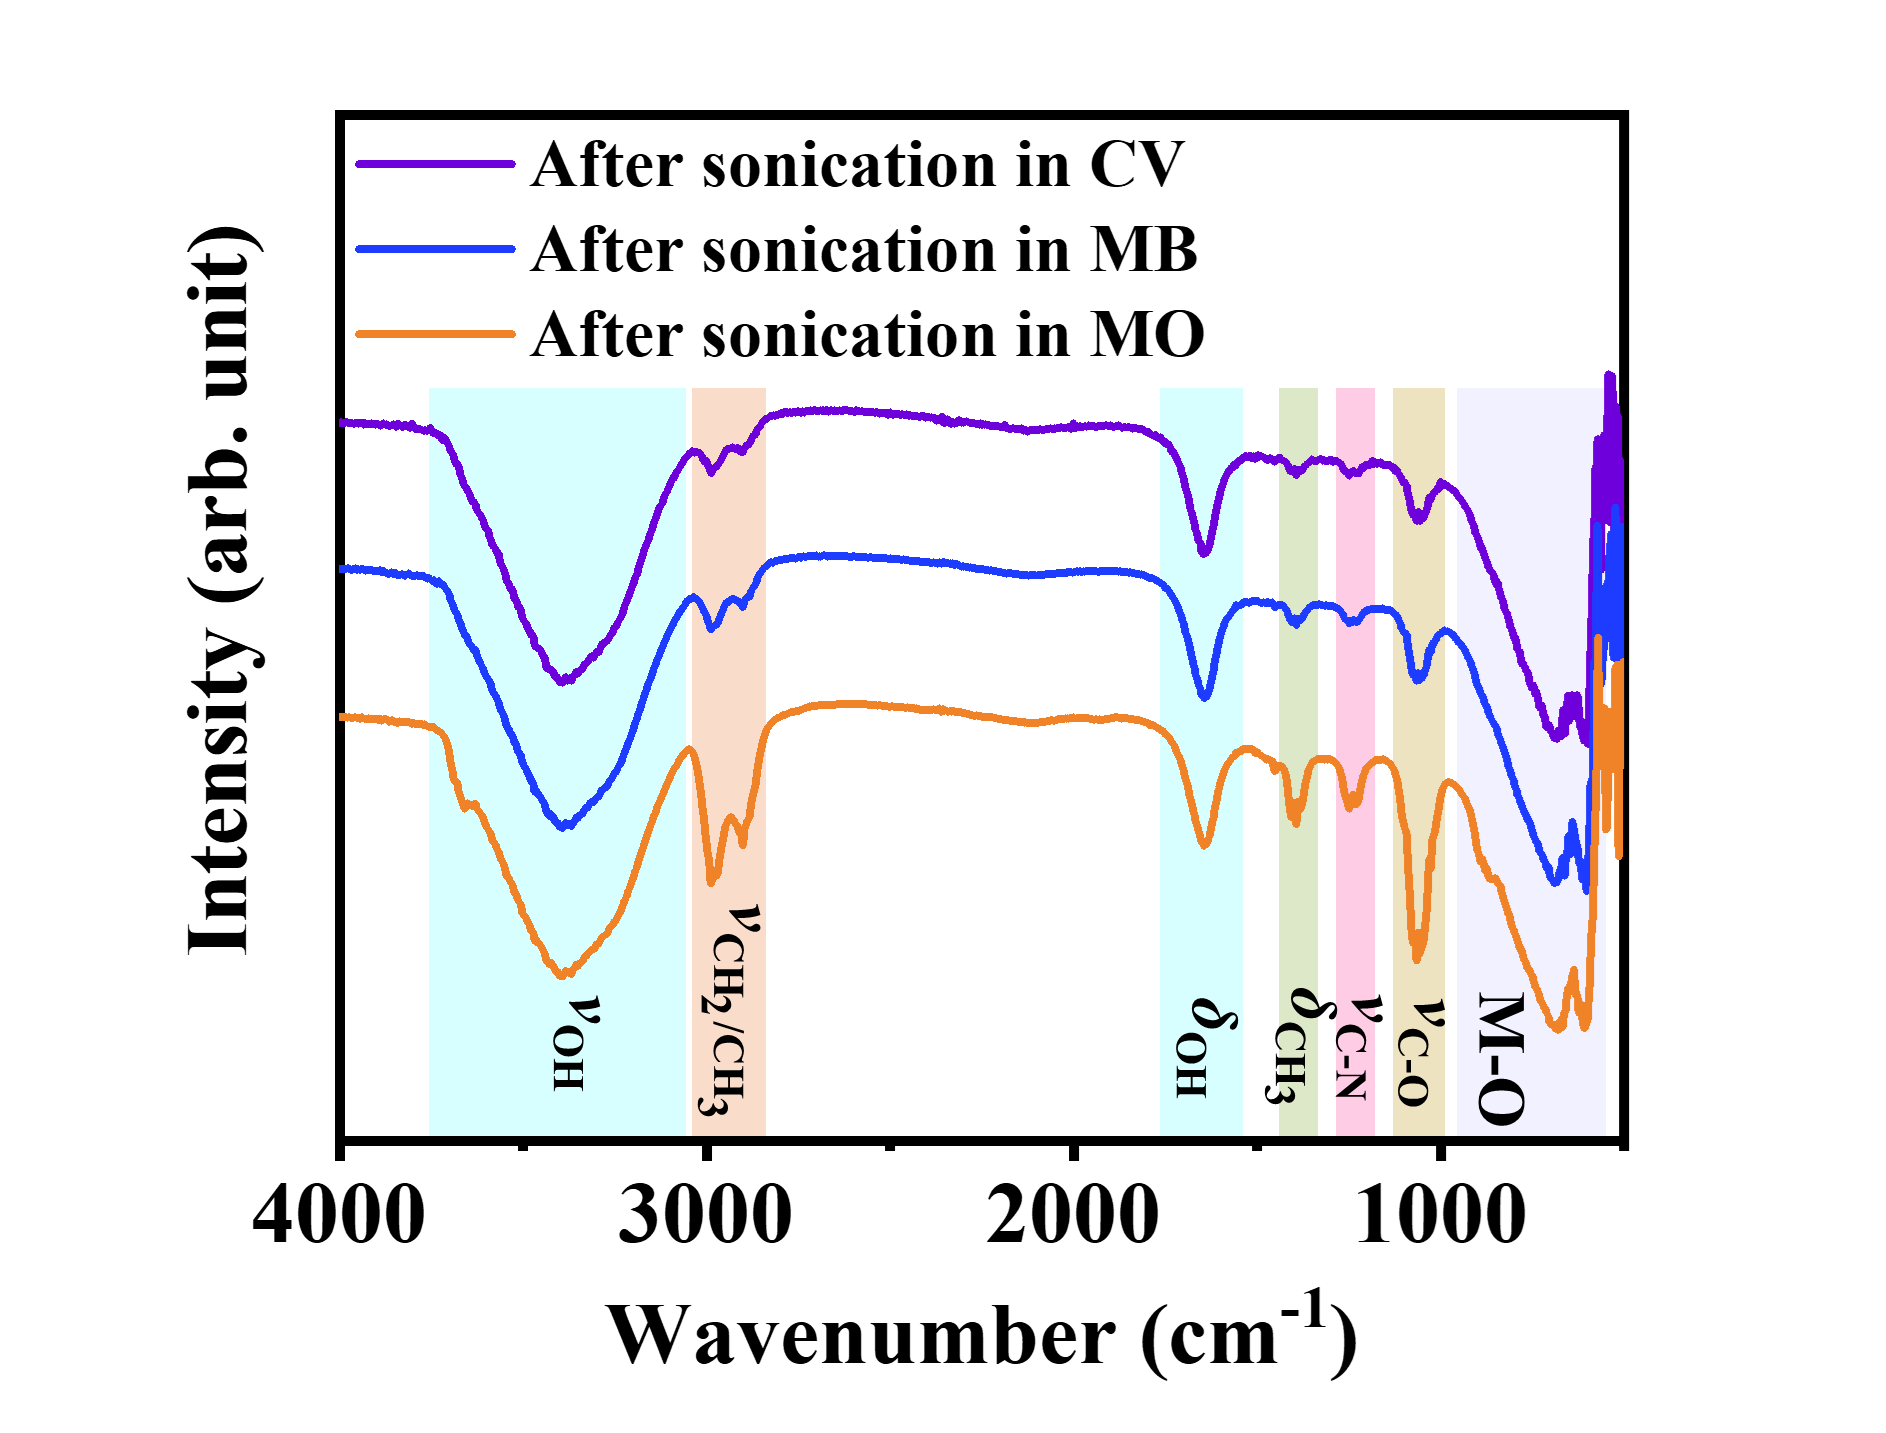 After sonication in CV
After sonication in MB
After sonication in MO
Intensity (arb. unit)
νOH
νCH2/CH3
δOH
δCH3
νC-N
νC-O
M-O
4000
3000
2000
1000
Wavenumber (cm-1)